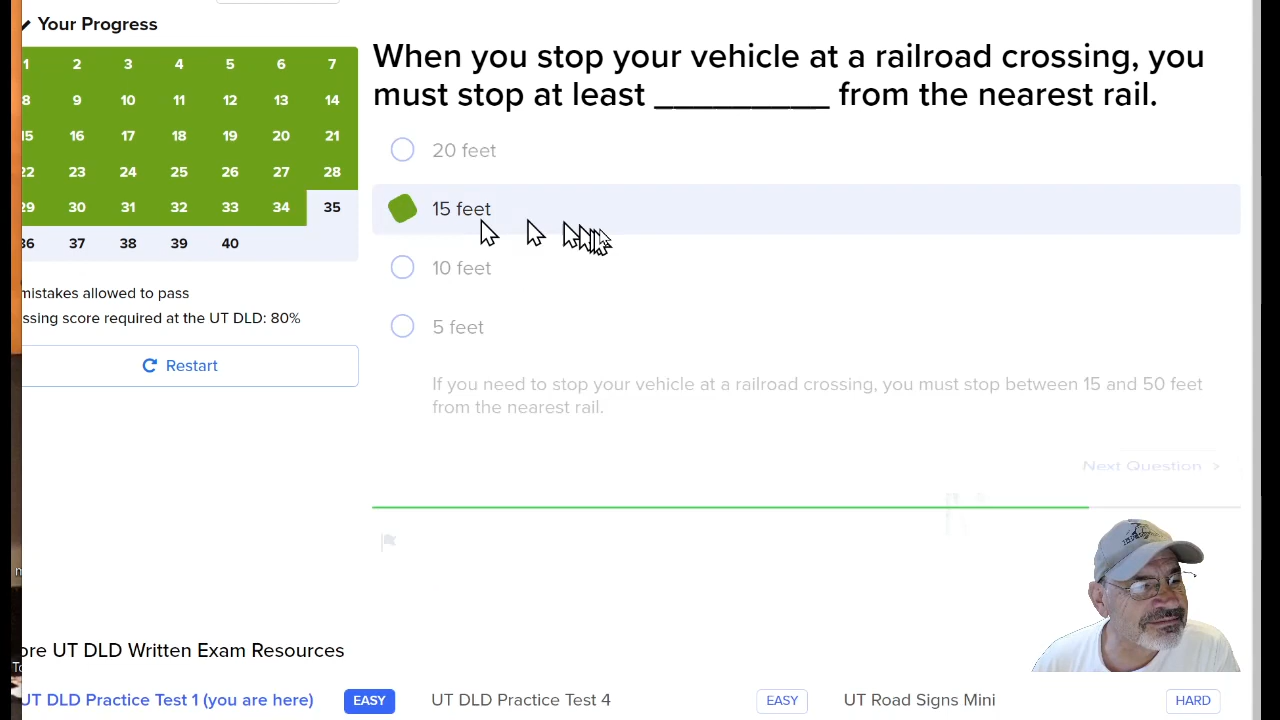 Your Progress
1 2 3 4 5 6 7
8 9 10 11 12 13 14
15 16 17 18 19 20 21
22 23 24 25 26 27 28
29 30 31 32 33 34 35
36 37 38 39 40
mistakes allowed to pass
ssing score required at the UT DLD: 80%
Restart
When you stop your vehicle at a railroad crossing, you
must stop at least __________ from the nearest rail.
20 feet
15 feet
10 feet
5 feet
If you need to stop your vehicle at a railroad crossing, you must stop between 15 and 50 feet
from the nearest rail.
Next Question >
ore UT DLD Written Exam Resources
UT DLD Practice Test 1 (you are here) EASY UT DLD Practice Test 4 EASY UT Road Signs Mini HARD